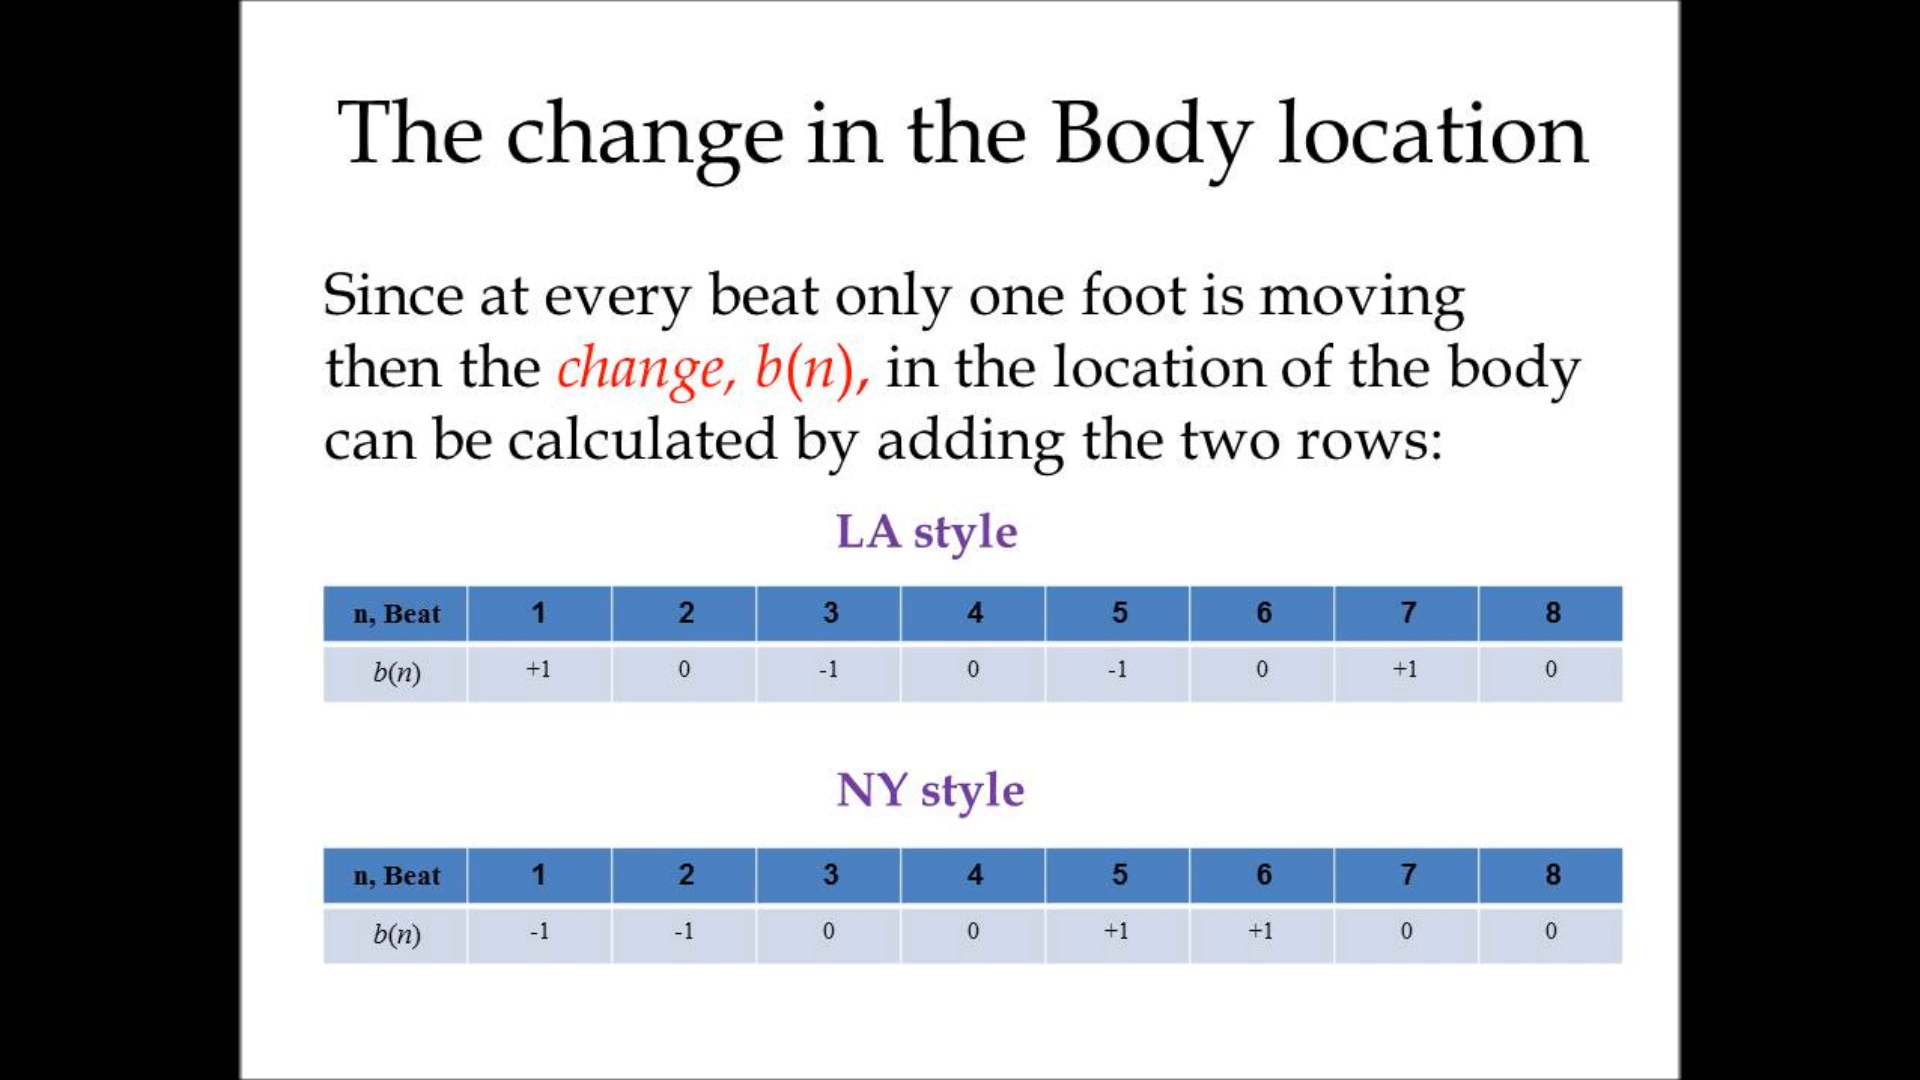 The change in the Body location
Since at every beat only one foot is moving
then the change, b(n), in the location of the body
can be calculated by adding the two rows:
LA style
n, Beat 1 2 3 4 5 6 7 8
b(n) +1 0 -1 0 -1 0 +1 0
NY style
n, Beat 1 2 3 4 5 6 7 8
b(n) -1 -1 0 0 +1 +1 0 0